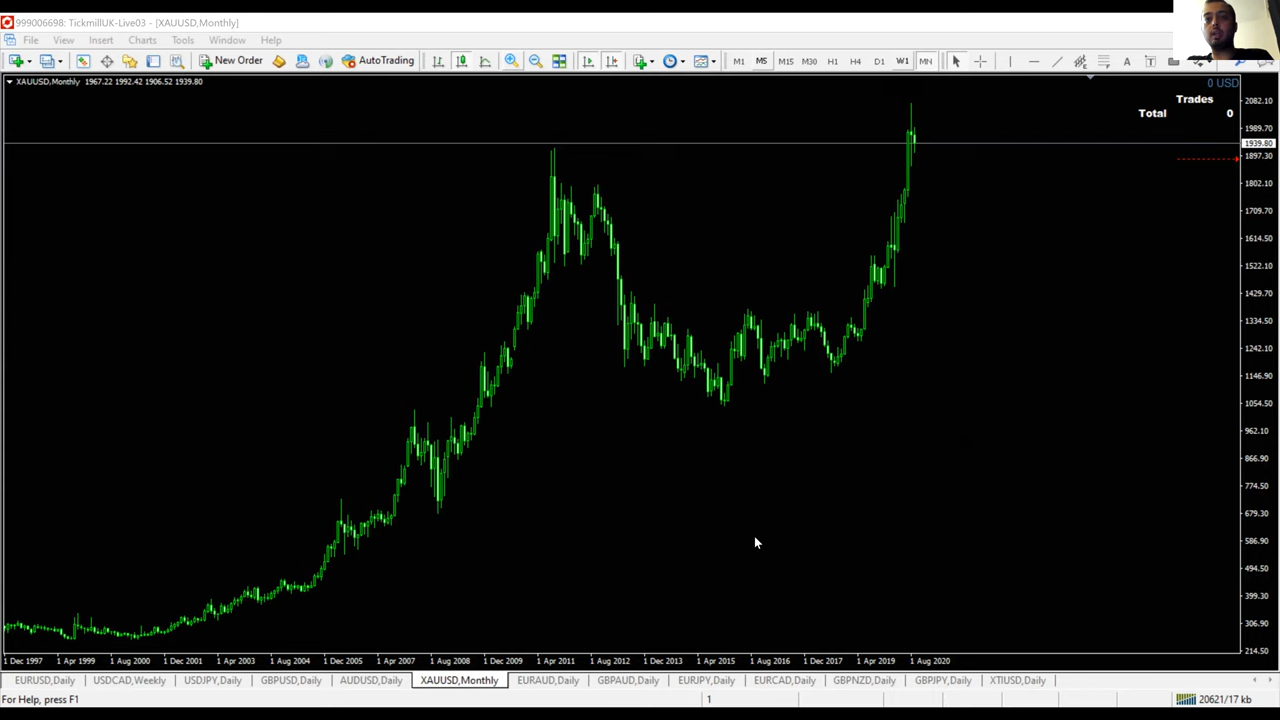 999006698: TickmillUK-Live03 - [XAUUSD,Monthly]
File View Insert Charts Tools Window Help
New Order AutoTrading M1 M5 M15 M30 H1 H4 D1 W1 MN A T
XAUUSD,Monthly 1967.22 1992.42 1906.52 1939.80
0 USD
Trades
Total 0
2082.10
1989.70
1939.80
1897.30
1802.10
1709.70
1614.50
1522.10
1429.70
1334.50
1242.10
1146.90
1054.50
962.10
866.90
774.50
679.30
586.90
494.50
399.30
306.90
214.50
1 Dec 1997 1 Apr 1999 1 Aug 2000 1 Dec 2001 1 Apr 2003 1 Aug 2004 1 Dec 2005 1 Apr 2007 1 Aug 2008 1 Dec 2009 1 Apr 2011 1 Aug 2012 1 Dec 2013 1 Apr 2015 1 Aug 2016 1 Dec 2017 1 Apr 2019 1 Aug 2020
EURUSD,Daily USDCAD,Weekly USDJPY,Daily GBPUSD,Daily AUDUSD,Daily XAUUSD,Monthly EURAUD,Daily GBPAUD,Daily EURJPY,Daily EURCAD,Daily GBPNZD,Daily GBPJPY,Daily XTIUSD,Daily
For Help, press F1 1 20621/17 kb